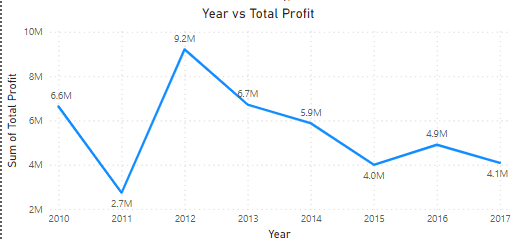 Year vs Total Profit
Sum of Total Profit
10M
8M
6M
4M
2M
6.6M
2.7M
9.2M
6.7M
5.9M
4.0M
4.9M
4.1M
2010 2011 2012 2013 2014 2015 2016 2017
Year